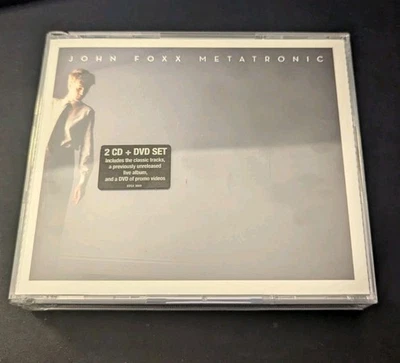 JOHN FOXX METATRONIC
2 CD + DVD SET
Includes the classic tracks,
a previously unreleased
live album,
and a DVD of promo videos